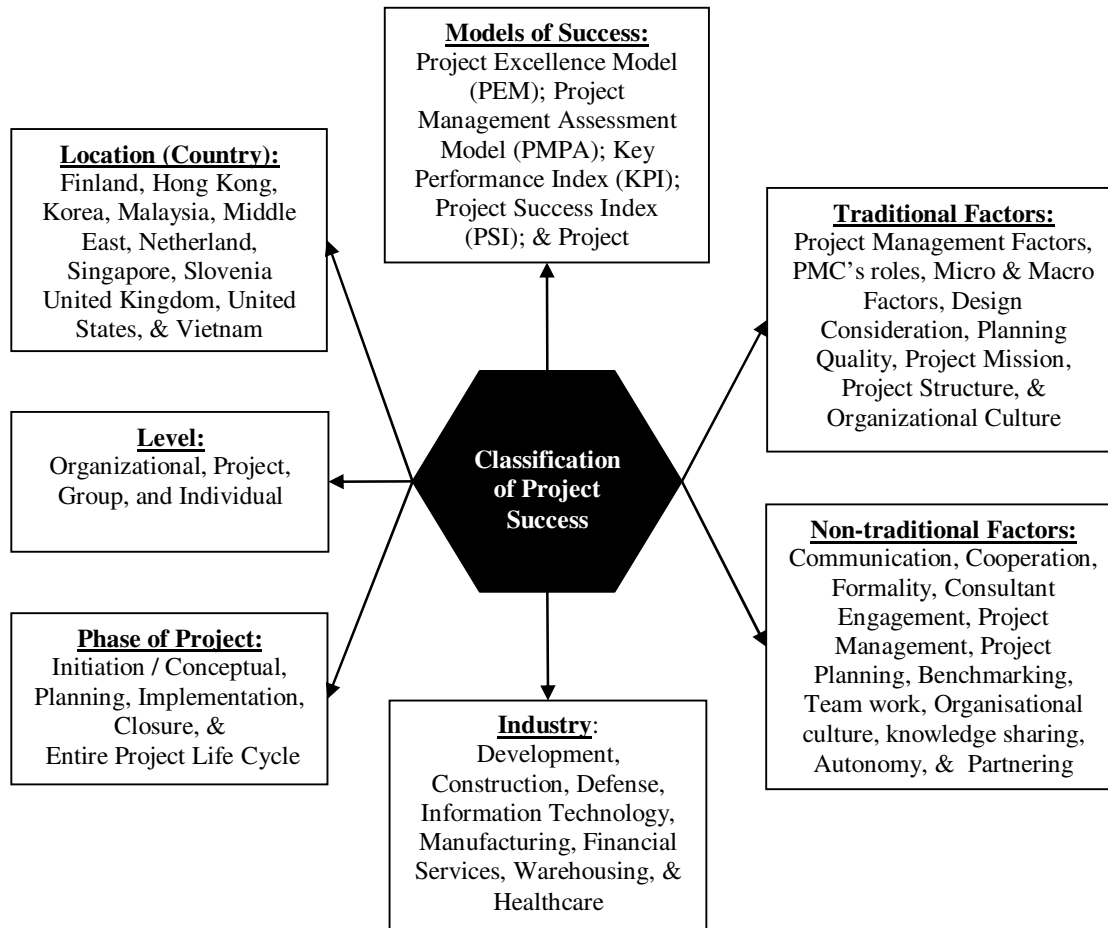 Models of Success:
Project Excellence Model
(PEM); Project
Management Assessment
Model (PMPA); Key
Performance Index (KPI);
Project Success Index
(PSI); & Project
Location (Country):
Finland, Hong Kong,
Korea, Malaysia, Middle
East, Netherland,
Singapore, Slovenia
United Kingdom, United
States, & Vietnam
Traditional Factors:
Project Management Factors,
PMC's roles, Micro & Macro
Factors, Design
Consideration, Planning
Quality, Project Mission,
Project Structure, &
Organizational Culture
Level:
Organizational, Project,
Group, and Individual
Classification
of Project
Success
Non-traditional Factors:
Communication, Cooperation,
Formality, Consultant
Engagement, Project
Management, Project
Planning, Benchmarking,
Team work, Organisational
culture, knowledge sharing,
Autonomy, & Partnering
Phase of Project:
Initiation / Conceptual,
Planning, Implementation,
Closure, &
Entire Project Life Cycle
Industry:
Development,
Construction, Defense,
Information Technology,
Manufacturing, Financial
Services, Warehousing, &
Healthcare